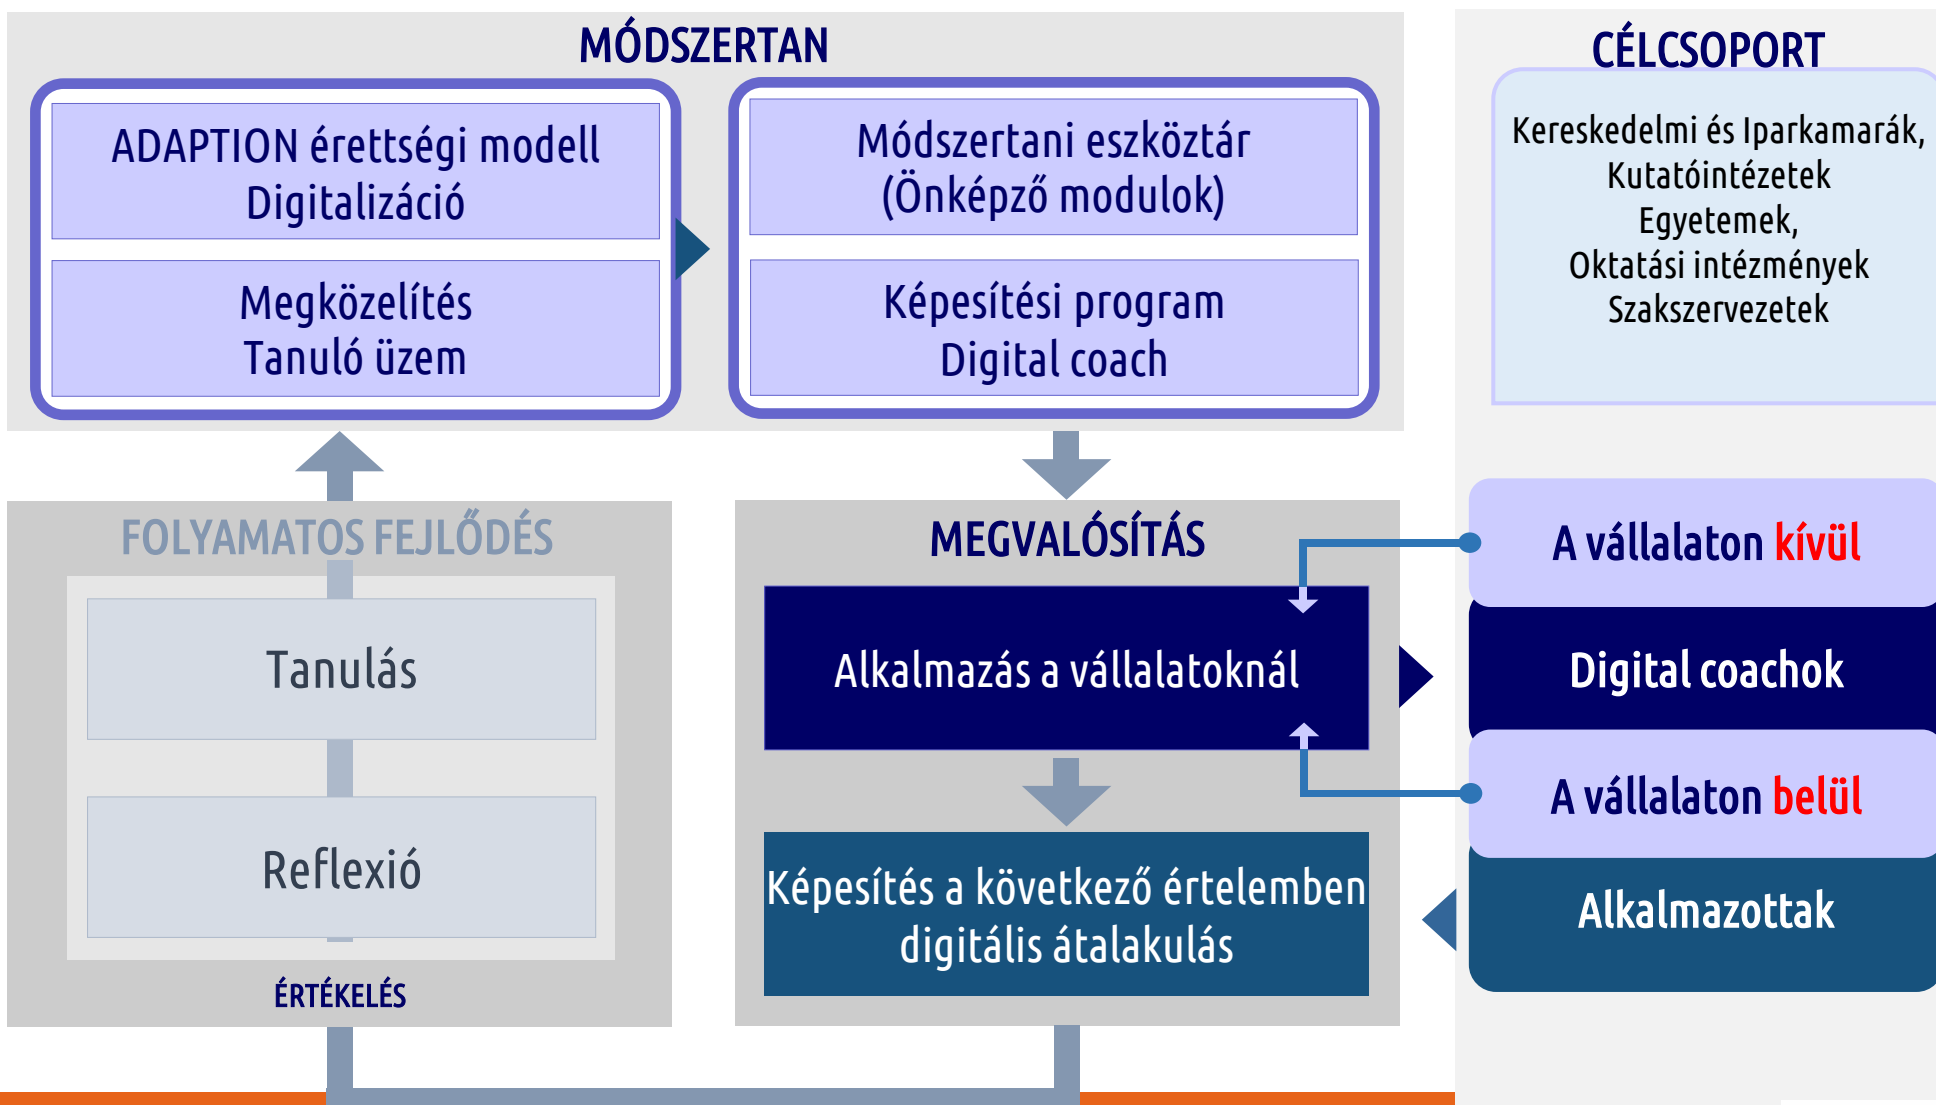 MÓDSZERTAN
ADAPTION érettségi modell
Digitalizáció
Megközelítés
Tanuló üzem
Módszertani eszköztár
(Önképző modulok)
Képesítési program
Digital coach
CÉLCSOPORT
Kereskedelmi és Iparkamarák,
Kutatóintézetek
Egyetemek,
Oktatási intézmények
Szakszervezetek
FOLYAMATOS FEJLŐDÉS
Tanulás
Reflexió
ÉRTÉKELÉS
MEGVALÓSÍTÁS
Alkalmazás a vállalatoknál
Képesítés a következő értelemben
digitális átalakulás
A vállalaton kívül
Digital coachok
A vállalaton belül
Alkalmazottak